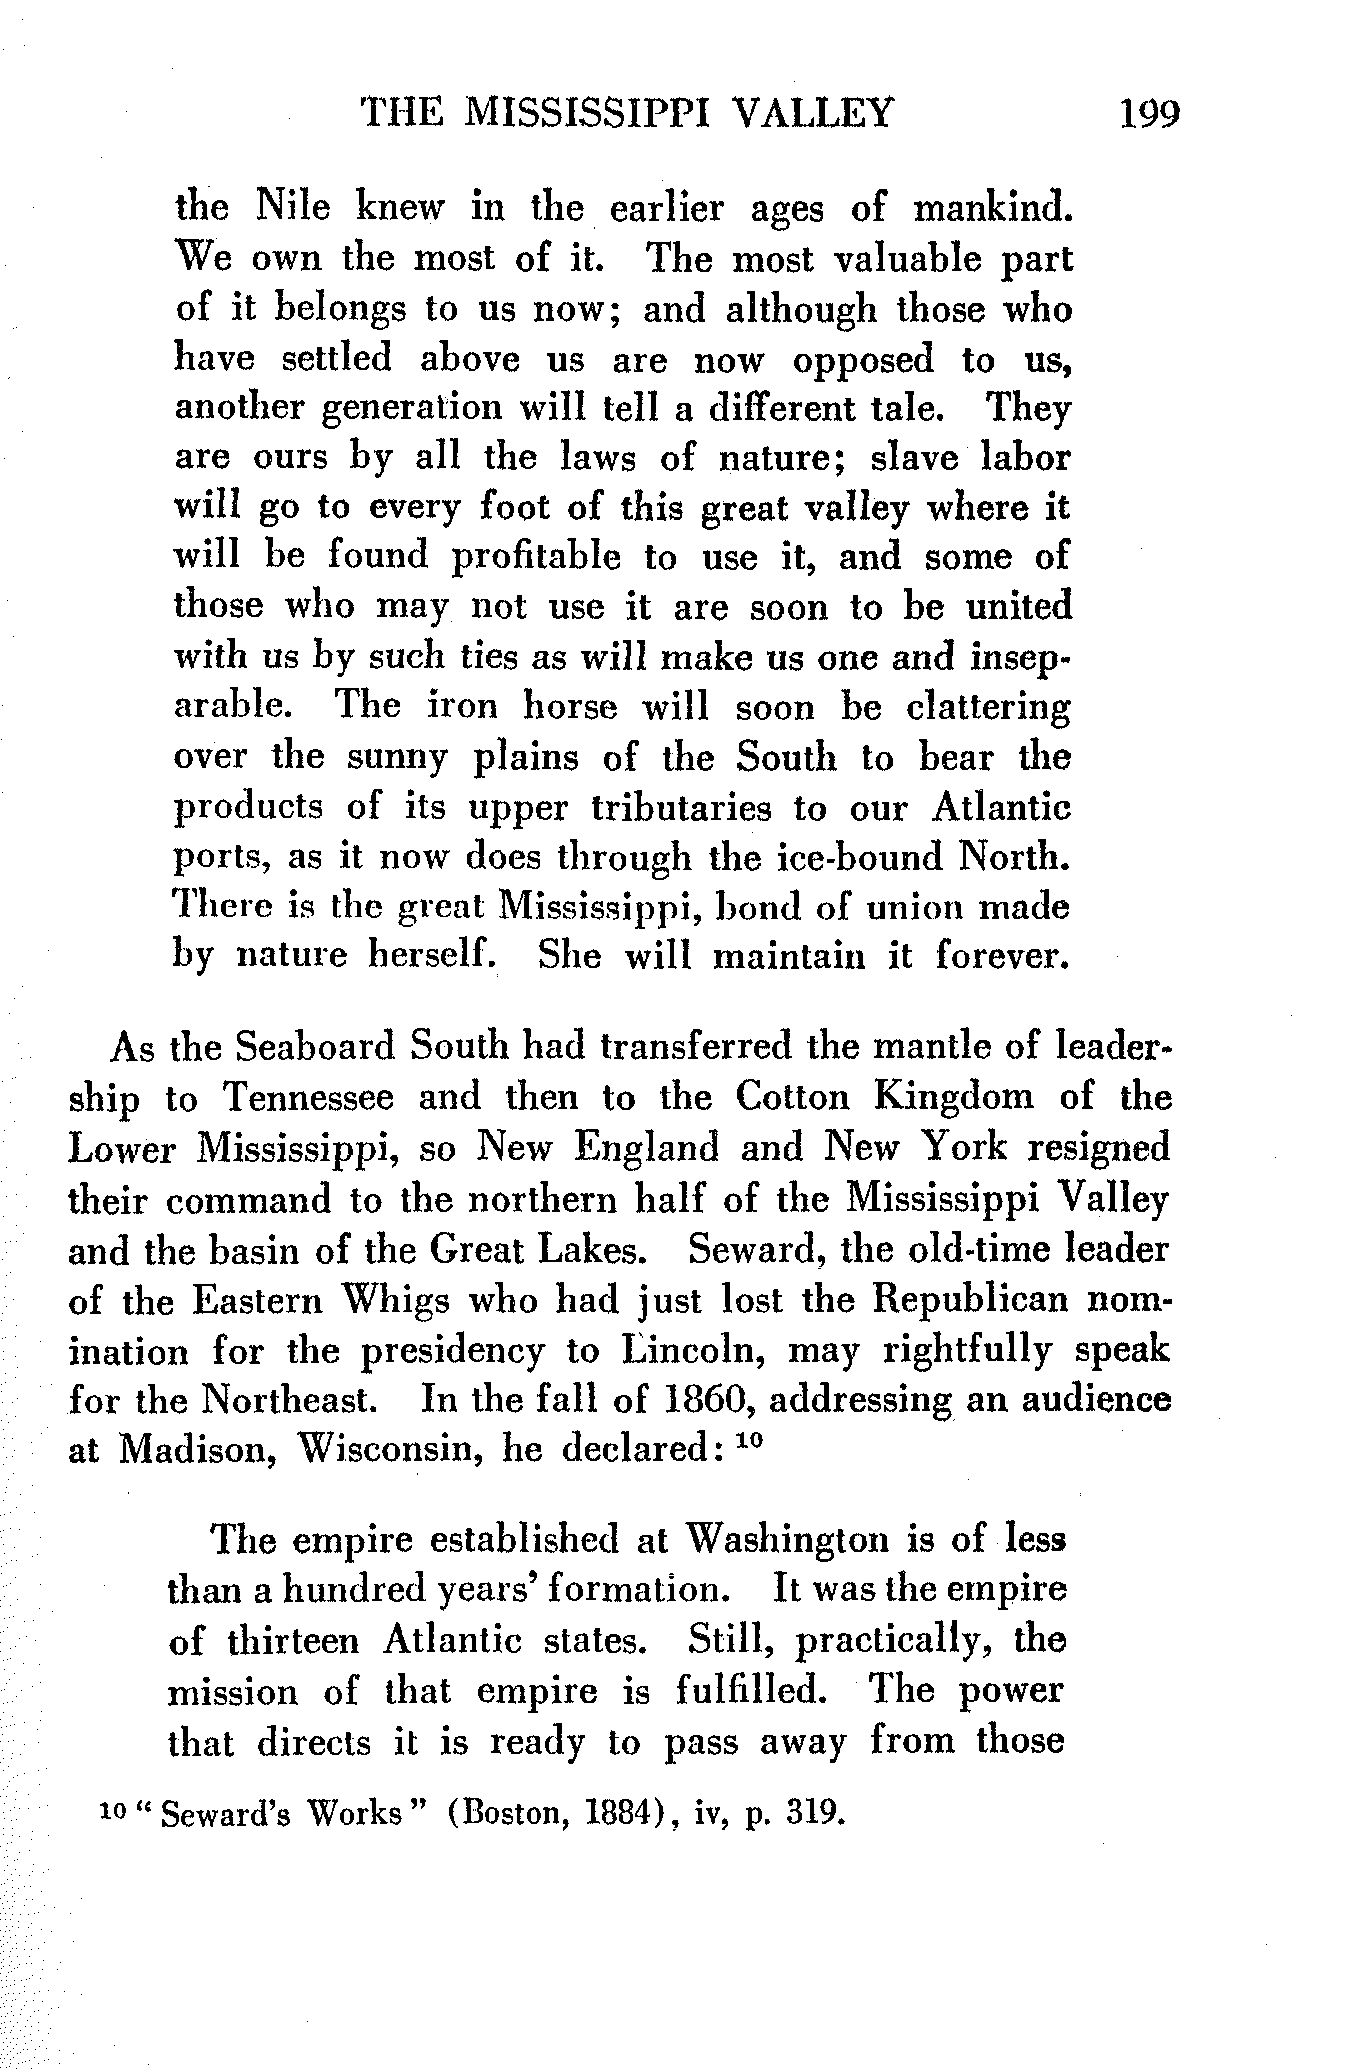 THE MISSISSIPPI VALLEY 199
the Nile knew in the earlier ages of mankind.
We own the most of it. The most valuable part
of it belongs to us now; and although those who
have settled above us are now opposed to us,
another generation will tell a different tale. They
are ours by all the laws of nature; slave labor
will go to every foot of this great valley where it
will be found profitable to use it, and some of
those who may not use it are soon to be united
with us by such ties as will make us one and insep-
arable. The iron horse will soon be clattering
over the sunny plains of the South to bear the
products of its upper tributaries to our Atlantic
ports, as it now does through the ice-bound North.
There is the great Mississippi, bond of union made
by nature herself. She will maintain it forever.
As the Seaboard South had transferred the mantle of leader-
ship to Tennessee and then to the Cotton Kingdom of the
Lower Mississippi, so New England and New York resigned
their command to the northern half of the Mississippi Valley
and the basin of the Great Lakes. Seward, the old-time leader
of the Eastern Whigs who had just lost the Republican nom-
ination for the presidency to Lincoln, may rightfully speak
for the Northeast. In the fall of 1860, addressing an audience
at Madison, Wisconsin, he declared: ¹⁰
The empire established at Washington is of less
than a hundred years' formation. It was the empire
of thirteen Atlantic states. Still, practically, the
mission of that empire is fulfilled. The power
that directs it is ready to pass away from those
¹⁰ "Seward's Works" (Boston, 1884), iv, p. 319.